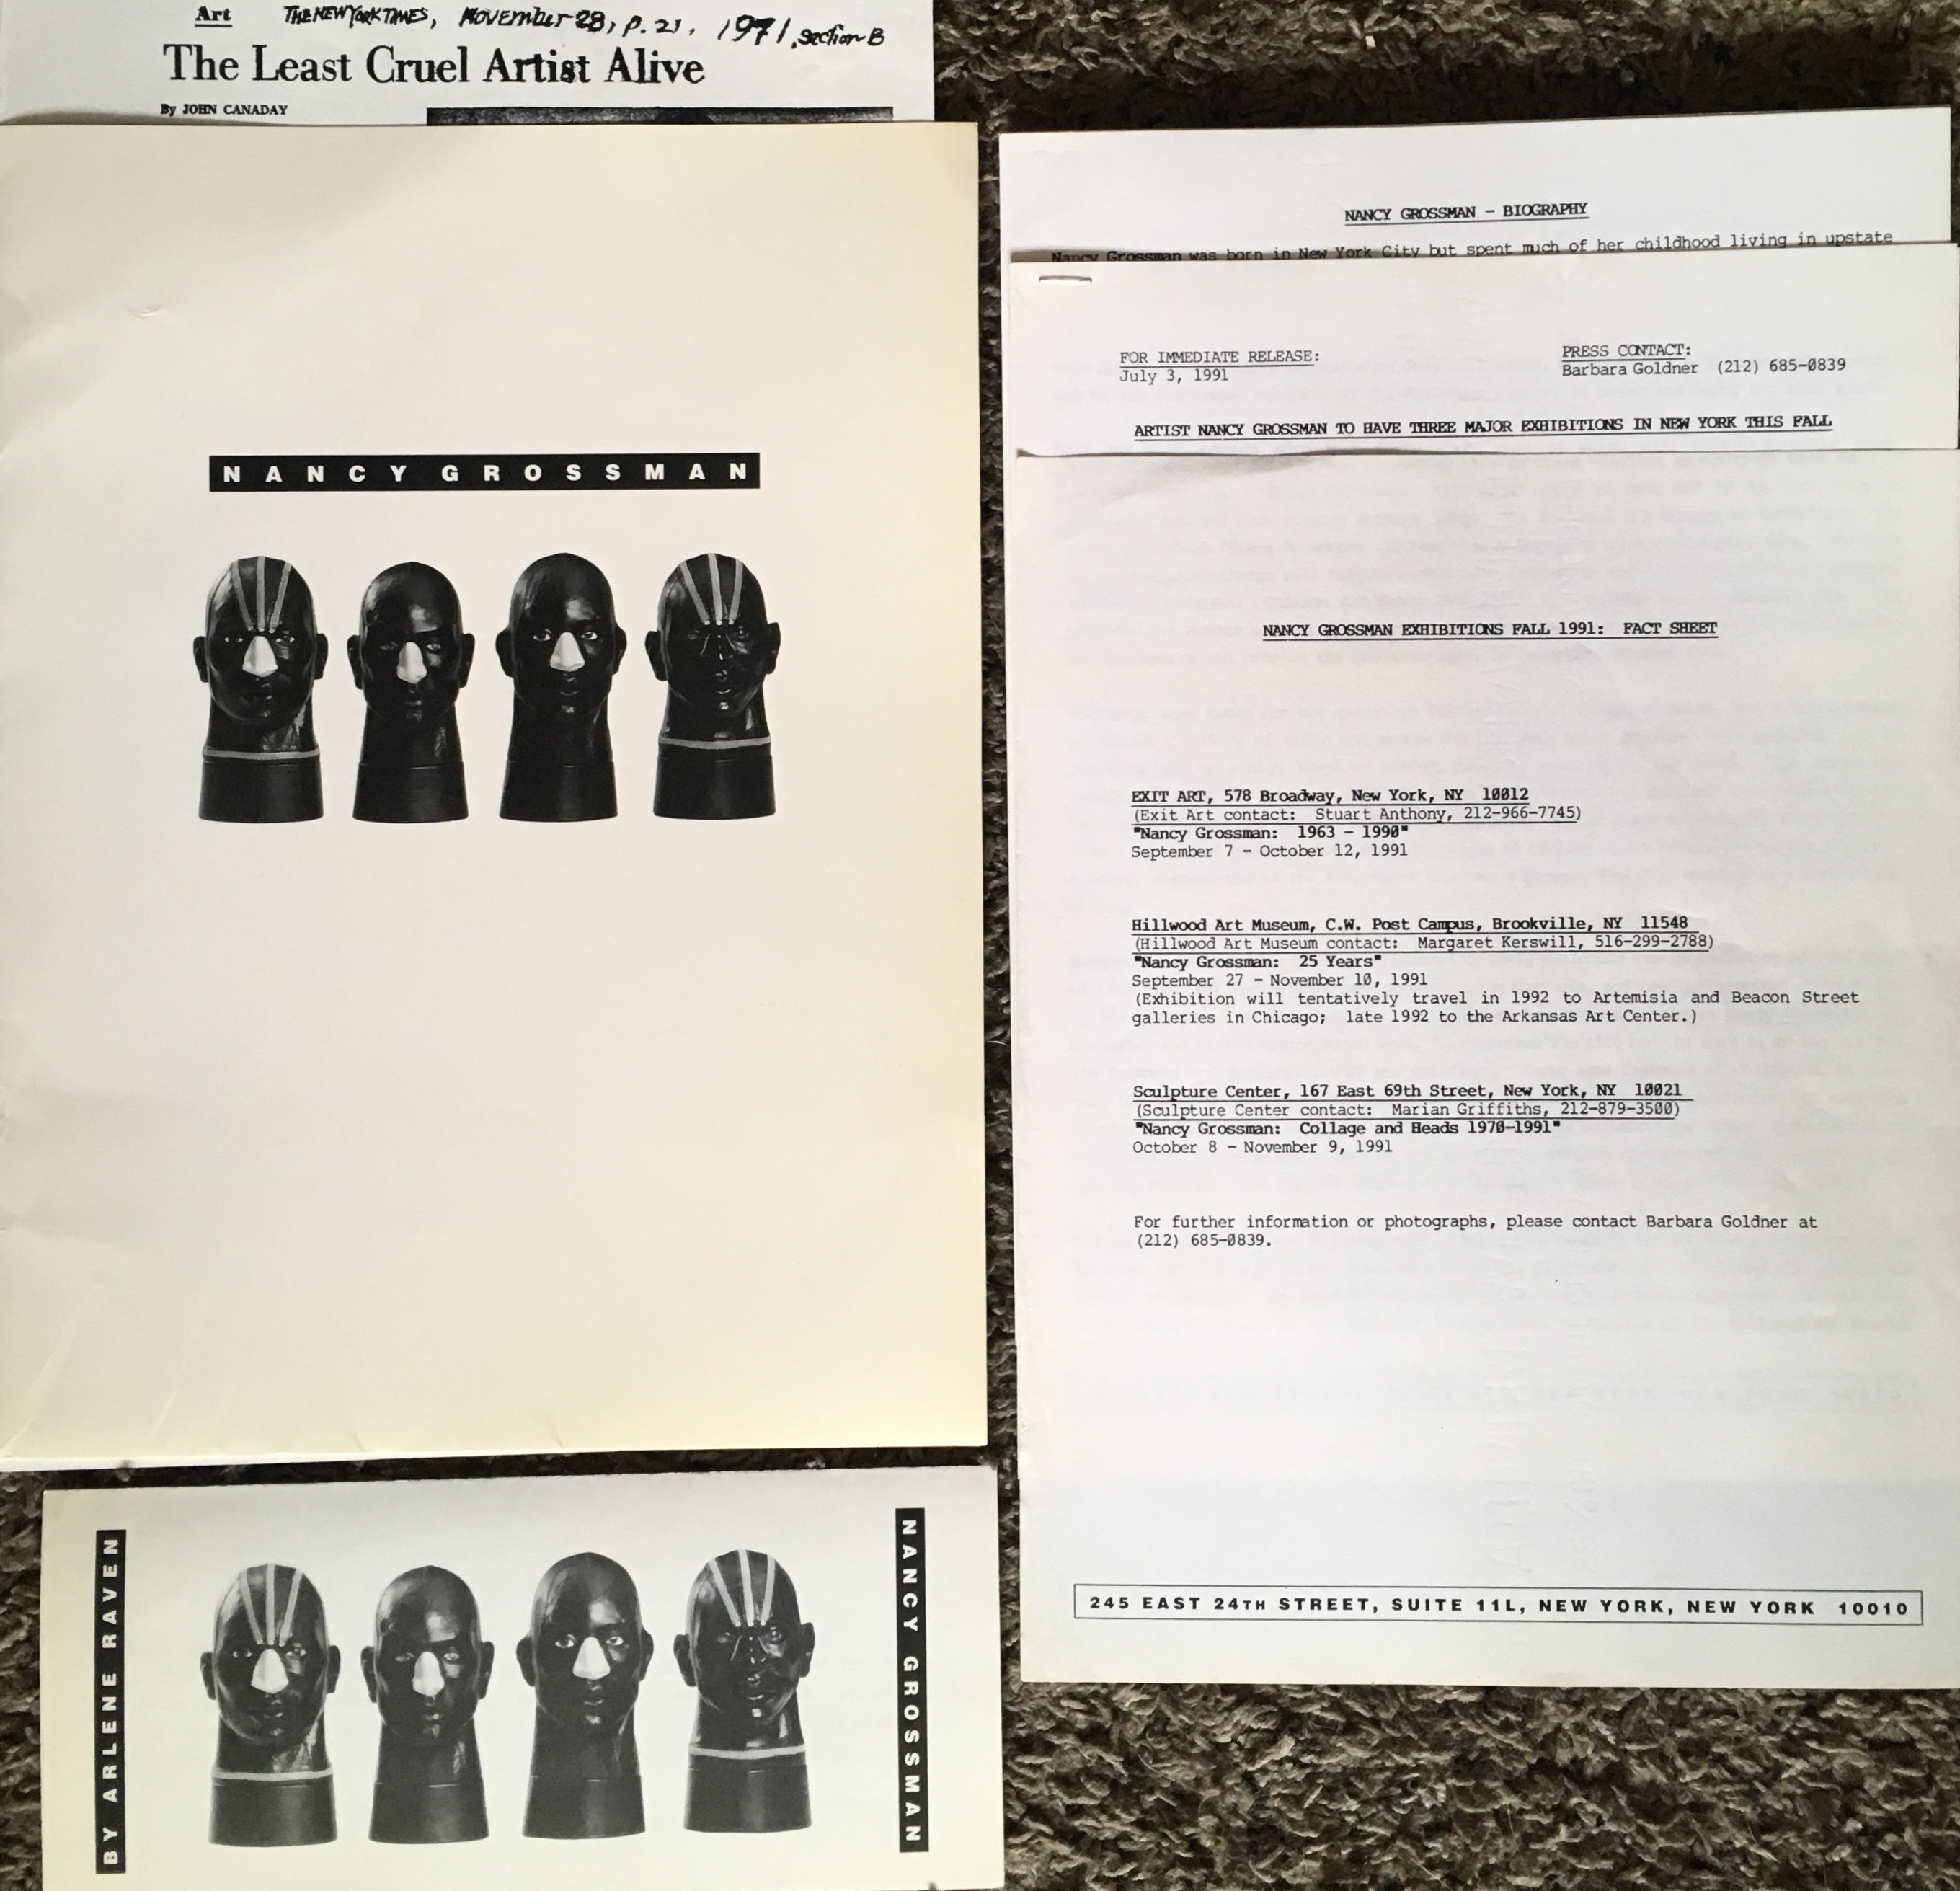 Art THE NEW YORK TIMES, NOVEMBER 28, p. 21, 1971, section B
The Least Cruel Artist Alive
By JOHN CANADAY
NANCY GROSSMAN
BY ARLENE RAVEN
NANCY GROSSMAN
NANCY GROSSMAN - BIOGRAPHY
Nancy Grossman was born in New York City but spent much of her childhood living in upstate
FOR IMMEDIATE RELEASE:
July 3, 1991
PRESS CONTACT:
Barbara Goldner (212) 685-0839
ARTIST NANCY GROSSMAN TO HAVE THREE MAJOR EXHIBITIONS IN NEW YORK THIS FALL
NANCY GROSSMAN EXHIBITIONS FALL 1991: FACT SHEET
EXIT ART, 578 Broadway, New York, NY 10012
(Exit Art contact: Stuart Anthony, 212-966-7745)
"Nancy Grossman: 1963 - 1990"
September 7 - October 12, 1991
Hillwood Art Museum, C.W. Post Campus, Brookville, NY 11548
(Hillwood Art Museum contact: Margaret Kerswill, 516-299-2788)
"Nancy Grossman: 25 Years"
September 27 - November 10, 1991
(Exhibition will tentatively travel in 1992 to Artemisia and Beacon Street
galleries in Chicago; late 1992 to the Arkansas Art Center.)
Sculpture Center, 167 East 69th Street, New York, NY 10021
(Sculpture Center contact: Marian Griffiths, 212-879-3500)
"Nancy Grossman: Collage and Heads 1970-1991"
October 8 - November 9, 1991
For further information or photographs, please contact Barbara Goldner at
(212) 685-0839.
245 EAST 24TH STREET, SUITE 11L, NEW YORK, NEW YORK 10010